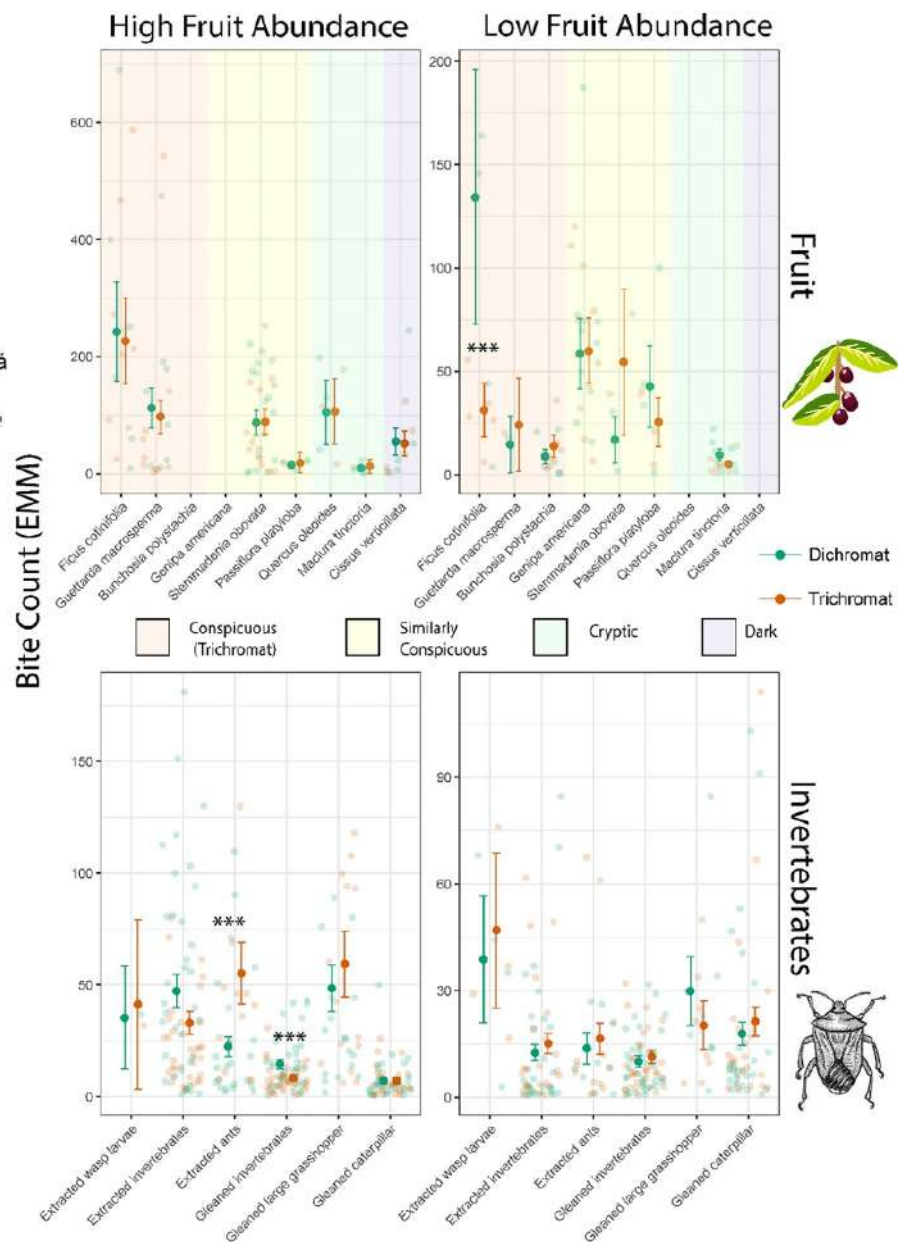 High Fruit Abundance
Low Fruit Abundance
600
400
200
0
200
150
100
50
0
***
Fruit
á
Ficus cotinifolia
Guettarda macrosperma
Bunchosia polystachia
Genipa americana
Stemmadenia obovata
Passiflora platyloba
Quercus oleoides
Maclura tinctoria
Cissus verticillata
Ficus cotinifolia
Guettarda macrosperma
Bunchosia polystachia
Genipa americana
Stemmadenia obovata
Passiflora platyloba
Quercus oleoides
Maclura tinctoria
Cissus verticillata
Bite Count (EMM)
Dichromat
Trichromat
Conspicuous
(Trichromat)
Similarly
Conspicuous
Cryptic
Dark
150
100
50
0
***
***
90
60
30
0
Invertebrates
Extracted wasp larvae
Extracted invertebrates
Extracted ants
Gleaned invertebrates
Gleaned large grasshopper
Gleaned caterpillar
Extracted wasp larvae
Extracted invertebrates
Extracted ants
Gleaned invertebrates
Gleaned large grasshopper
Gleaned caterpillar